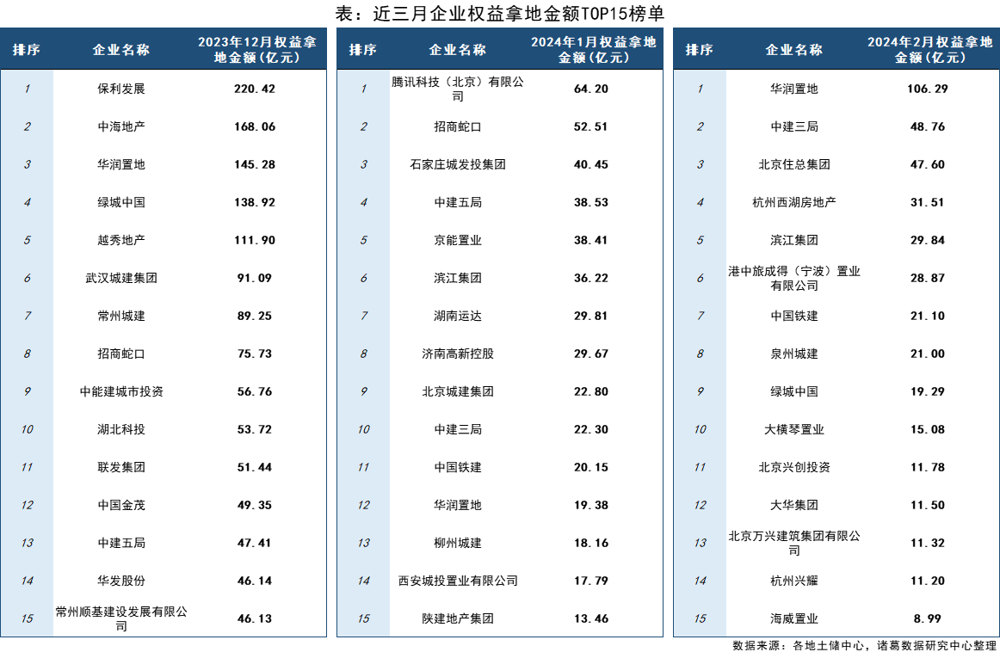 表：近三月企业权益拿地金额TOP15榜单
排序 企业名称 2023年12月权益拿
地金额(亿元)
1 保利发展 220.42
2 中海地产 168.06
3 华润置地 145.28
4 绿城中国 138.92
5 越秀地产 111.90
6 武汉城建集团 91.09
7 常州城建 89.25
8 招商蛇口 75.73
9 中能建城市投资 56.76
10 湖北科投 53.72
11 联发集团 51.44
12 中国金茂 49.35
13 中建五局 47.41
14 华发股份 46.14
15 常州顺基建设发展有限公
司 46.13
排序 企业名称 2024年1月权益拿地
金额(亿元)
1 腾讯科技（北京）有限公
司 64.20
2 招商蛇口 52.51
3 石家庄城发投集团 40.45
4 中建五局 38.53
5 京能置业 38.41
6 滨江集团 36.22
7 湖南运达 29.81
8 济南高新控股 29.67
9 北京城建集团 22.80
10 中建三局 22.30
11 中国铁建 20.15
12 华润置地 19.38
13 柳州城建 18.16
14 西安城投置业有限公司 17.79
15 陕建地产集团 13.46
排序 企业名称 2024年2月权益拿地
金额(亿元)
1 华润置地 106.29
2 中建三局 48.76
3 北京住总集团 47.60
4 杭州西湖房地产 31.51
5 滨江集团 29.84
6 港中旅成得（宁波）置业
有限公司 28.87
7 中国铁建 21.10
8 泉州城建 21.00
9 绿城中国 19.29
10 大横琴置业 15.08
11 北京兴创投资 11.78
12 大华集团 11.50
13 北京万兴建筑集团有限公
司 11.32
14 杭州兴耀 11.20
15 海威置业 8.99
数据来源：各地土储中心，诸葛数据研究中心整理